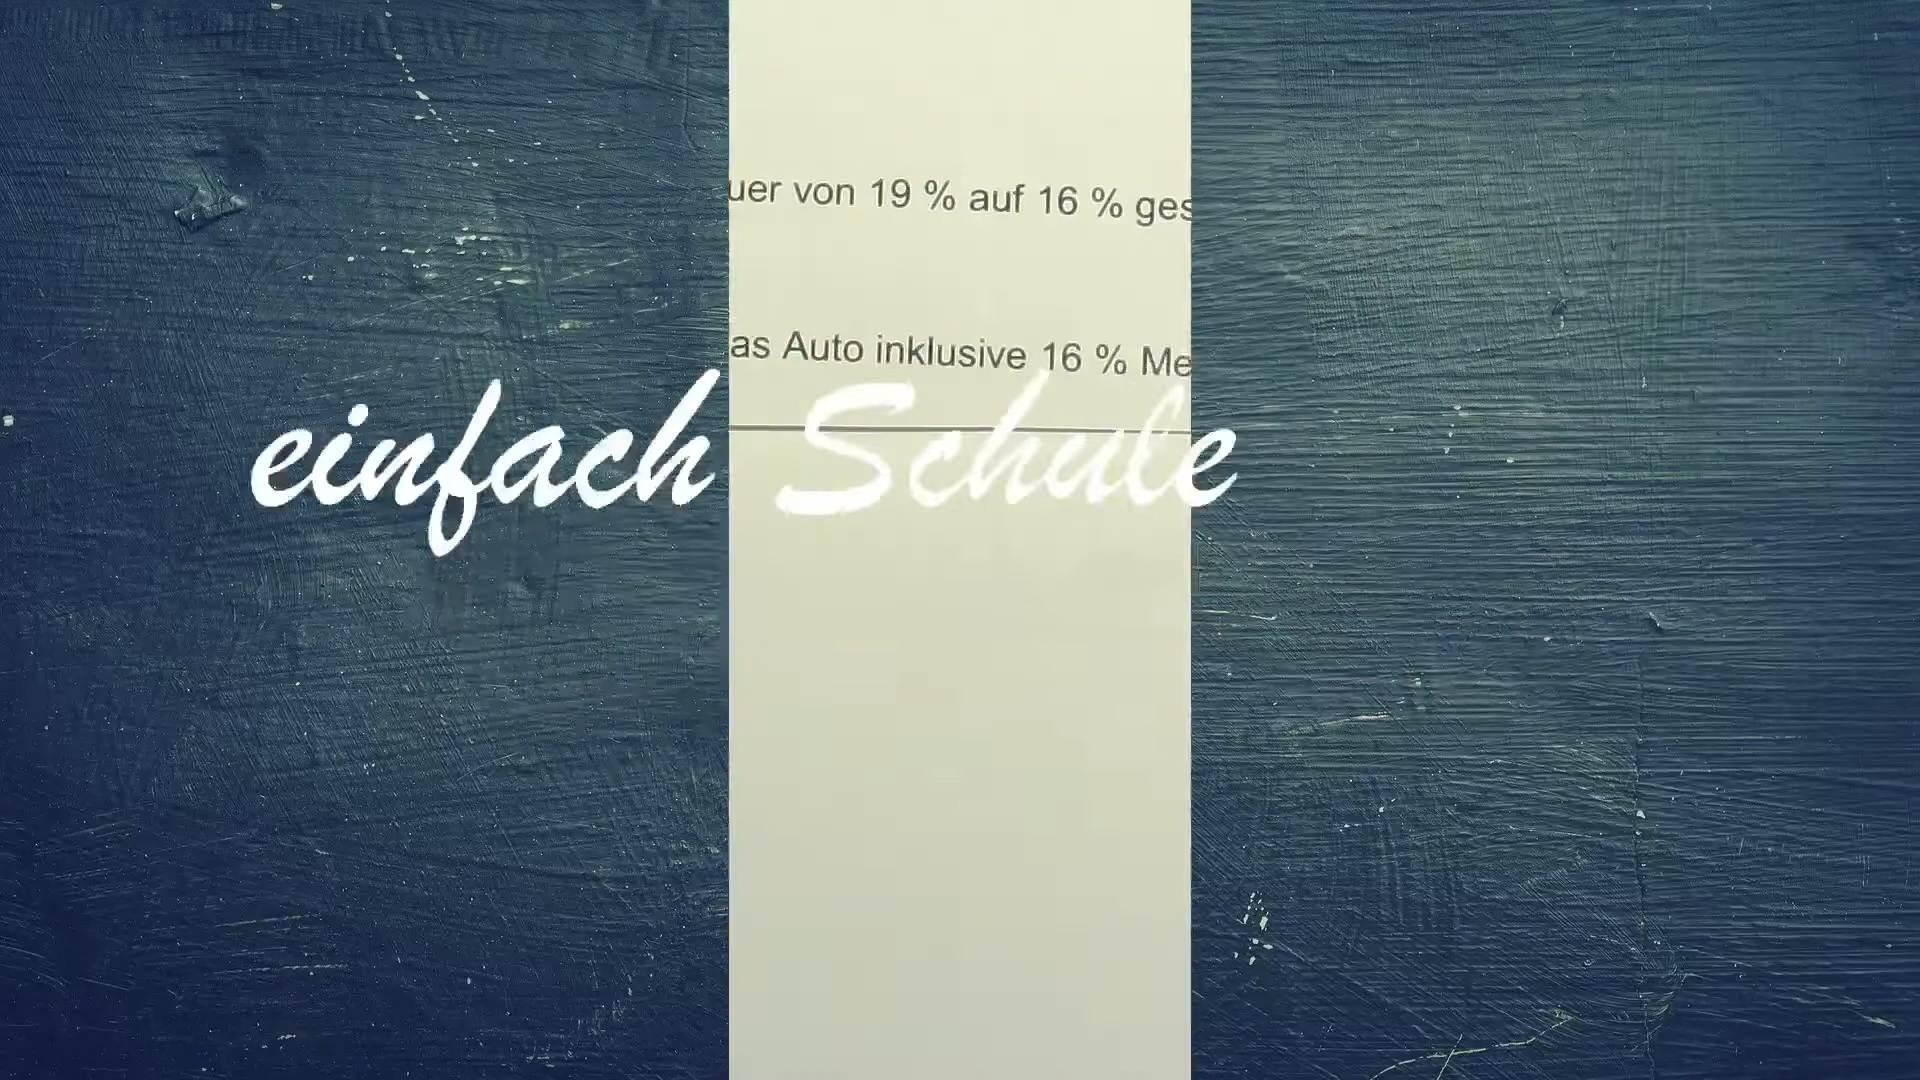 uer von 19 % auf 16 % ges
as Auto inklusive 16 % Me
einfach Schule